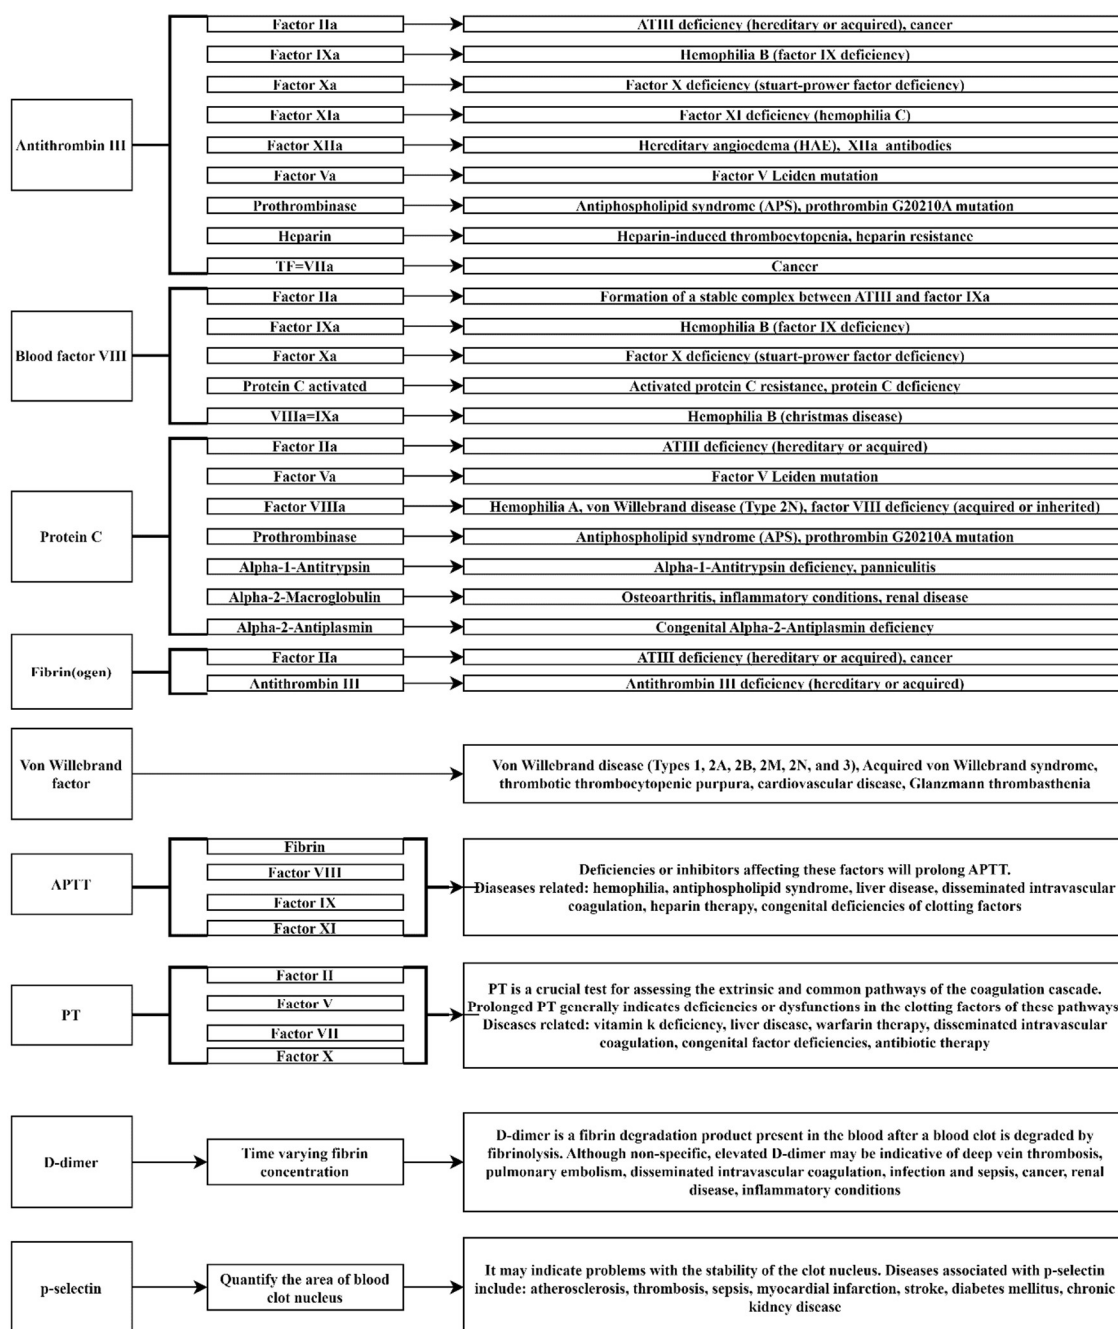 Antithrombin III
Factor IIa
ATIII deficiency (hereditary or acquired), cancer
Factor IXa
Hemophilia B (factor IX deficiency)
Factor Xa
Factor X deficiency (stuart-prower factor deficiency)
Factor XIa
Factor XI deficiency (hemophilia C)
Factor XIIa
Hereditary angioedema (HAE), XIIa antibodies
Factor Va
Factor V Leiden mutation
Prothrombinase
Antiphospholipid syndrome (APS), prothrombin G20210A mutation
Heparin
Heparin-induced thrombocytopenia, heparin resistance
TF=VIIa
Cancer
Blood factor VIII
Factor IIa
Formation of a stable complex between ATIII and factor IXa
Factor IXa
Hemophilia B (factor IX deficiency)
Factor Xa
Factor X deficiency (stuart-prower factor deficiency)
Protein C activated
Activated protein C resistance, protein C deficiency
VIIIa=IXa
Hemophilia B (christmas disease)
Protein C
Factor IIa
ATIII deficiency (hereditary or acquired)
Factor Va
Factor V Leiden mutation
Factor VIIIa
Hemophilia A, von Willebrand disease (Type 2N), factor VIII deficiency (acquired or inherited)
Prothrombinase
Antiphospholipid syndrome (APS), prothrombin G20210A mutation
Alpha-1-Antitrypsin
Alpha-1-Antitrypsin deficiency, panniculitis
Alpha-2-Macroglobulin
Osteoarthritis, inflammatory conditions, renal disease
Alpha-2-Antiplasmin
Congenital Alpha-2-Antiplasmin deficiency
Fibrin(ogen)
Factor IIa
ATIII deficiency (hereditary or acquired), cancer
Antithrombin III
Antithrombin III deficiency (hereditary or acquired)
Von Willebrand
factor
Von Willebrand disease (Types 1, 2A, 2B, 2M, 2N, and 3), Acquired von Willebrand syndrome,
thrombotic thrombocytopenic purpura, cardiovascular disease, Glanzmann thrombasthenia
APTT
Fibrin
Factor VIII
Factor IX
Factor XI
Deficiencies or inhibitors affecting these factors will prolong APTT.
Diaseases related: hemophilia, antiphospholipid syndrome, liver disease, disseminated intravascular
coagulation, heparin therapy, congenital deficiencies of clotting factors
PT
Factor II
Factor V
Factor VII
Factor X
PT is a crucial test for assessing the extrinsic and common pathways of the coagulation cascade.
Prolonged PT generally indicates deficiencies or dysfunctions in the clotting factors of these pathways
Diseases related: vitamin k deficiency, liver disease, warfarin therapy, disseminated intravascular
coagulation, congenital factor deficiencies, antibiotic therapy
D-dimer
Time varying fibrin
concentration
D-dimer is a fibrin degradation product present in the blood after a blood clot is degraded by
fibrinolysis. Although non-specific, elevated D-dimer may be indicative of deep vein thrombosis,
pulmonary embolism, disseminated intravascular coagulation, infection and sepsis, cancer, renal
disease, inflammatory conditions
p-selectin
Quantify the area of blood
clot nucleus
It may indicate problems with the stability of the clot nucleus. Diseases associated with p-selectin
include: atherosclerosis, thrombosis, sepsis, myocardial infarction, stroke, diabetes mellitus, chronic
kidney disease